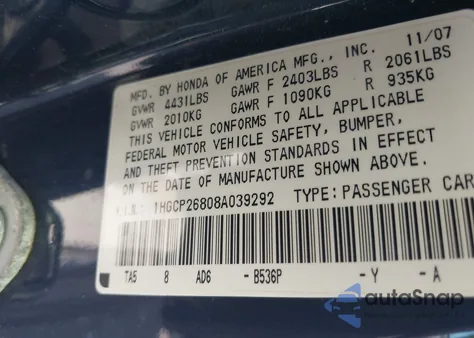 MFD. BY HONDA OF AMERICA MFG., INC. 11/07
GVWR 4431LBS GAWR F 2403LBS R 2061LBS
GVWR 2010KG GAWR F 1090KG R 935KG
THIS VEHICLE CONFORMS TO ALL APPLICABLE
FEDERAL MOTOR VEHICLE SAFETY, BUMPER,
AND THEFT PREVENTION STANDARDS IN EFFECT
ON THE DATE OF MANUFACTURE SHOWN ABOVE.
V.I.N.: 1HGCP26808A039292 TYPE:PASSENGER CAR
TA5 8 AD6 -B536P -Y -A
autoSnap